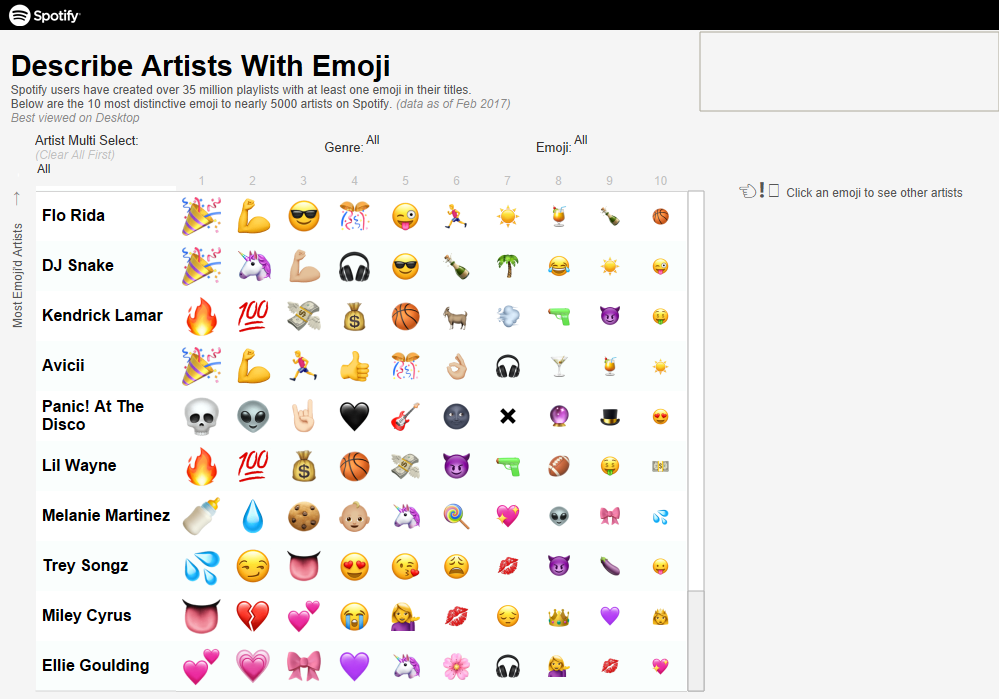 Spotify
Describe Artists With Emoji
Spotify users have created over 35 million playlists with at least one emoji in their titles.
Below are the 10 most distinctive emoji to nearly 5000 artists on Spotify. (data as of Feb 2017)
Best viewed on Desktop
Artist Multi Select:
(Clear All First)
All
Genre: All
Emoji: All
1 2 3 4 5 6 7 8 9 10
Most Emoji'd Artists
Click an emoji to see other artists
Flo Rida
DJ Snake
Kendrick Lamar
100
Avicii
Panic! At The
Disco
Lil Wayne
100
Melanie Martinez
Trey Songz
Miley Cyrus
Ellie Goulding